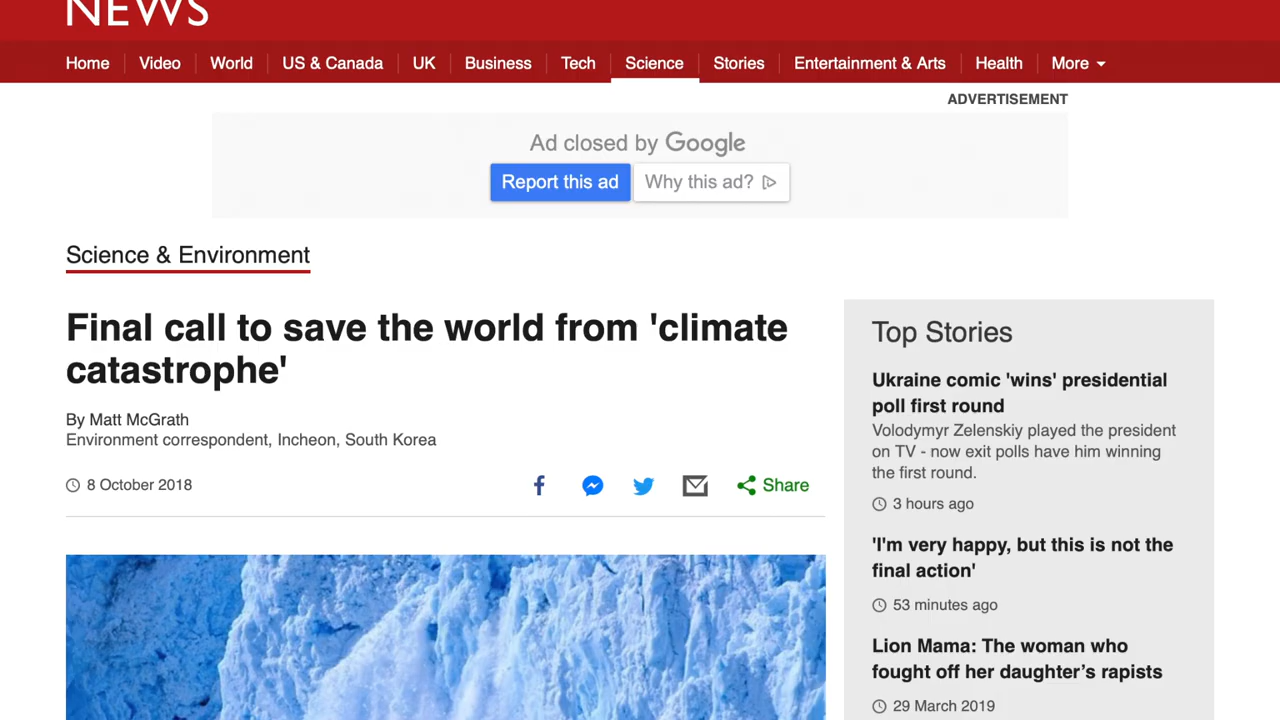 NEWS
Home
Video
World
US & Canada
UK
Business
Tech
Science
Stories
Entertainment & Arts
Health
More
ADVERTISEMENT
Ad closed by Google
Report this ad
Why this ad?
Science & Environment
Final call to save the world from 'climate
catastrophe'
By Matt McGrath
Environment correspondent, Incheon, South Korea
8 October 2018
Share
Top Stories
Ukraine comic 'wins' presidential
poll first round
Volodymyr Zelenskiy played the president
on TV - now exit polls have him winning
the first round.
3 hours ago
'I'm very happy, but this is not the
final action'
53 minutes ago
Lion Mama: The woman who
fought off her daughter’s rapists
29 March 2019